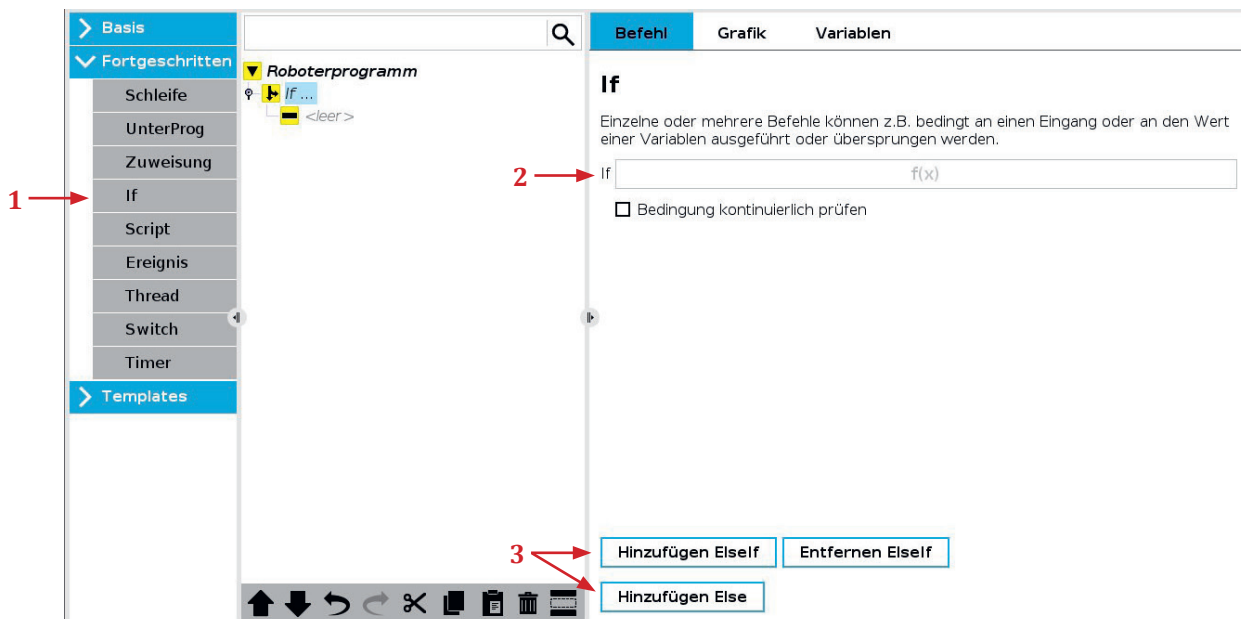 Basis
Fortgeschritten
Schleife
UnterProg
Zuweisung
If
Script
Ereignis
Thread
Switch
Timer
Templates
1
Roboterprogramm
If ...
<leer>
Befehl Grafik Variablen
If
Einzelne oder mehrere Befehle können z.B. bedingt an einen Eingang oder an den Wert
einer Variablen ausgeführt oder übersprungen werden.
2
If f(x)
Bedingung kontinuierlich prüfen
3
Hinzufügen ElseIf Entfernen ElseIf
Hinzufügen Else